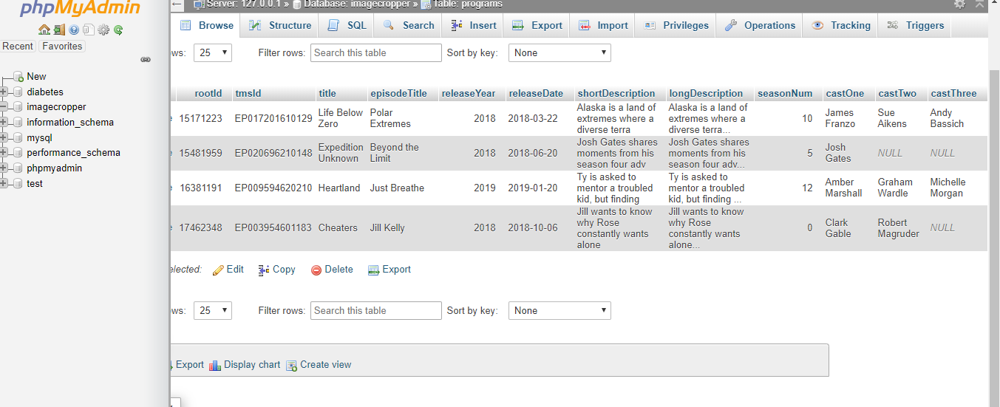 phpMyAdmin
Server: 127.0.0.1 » Database: imagecropper » Table: programs
Browse Structure SQL Search Insert Export Import Privileges Operations Tracking Triggers
Recent Favorites
New
diabetes
imagecropper
information_schema
mysql
performance_schema
phpmyadmin
test
25 Filter rows: Search this table Sort by key: None
rootId tmsId title episodeTitle releaseYear releaseDate shortDescription longDescription seasonNum castOne castTwo castThree
15171223 EP017201610129 Life Below Zero Polar Extremes 2018 2018-03-22 Alaska is a land of extremes where a diverse terra Alaska is a land of extremes where a diverse terra... 10 James Franzo Sue Aikens Andy Bassich
15481959 EP020696210148 Expedition Unknown Beyond the Limit 2018 2018-06-20 Josh Gates shares moments from his season four adv Josh Gates shares moments from his season four adv... 5 Josh Gates NULL NULL
16381191 EP009594620210 Heartland Just Breathe 2019 2019-01-20 Ty is asked to mentor a troubled kid, but finding Ty is asked to mentor a troubled kid, but finding ... 12 Amber Marshall Graham Wardle Michelle Morgan
17462348 EP003954601183 Cheaters Jill Kelly 2018 2018-10-06 Jill wants to know why Rose constantly wants alone Jill wants to know why Rose constantly wants alone... 0 Clark Gable Robert Magruder NULL
Edit Copy Delete Export
25 Filter rows: Search this table Sort by key: None
Export Display chart Create view